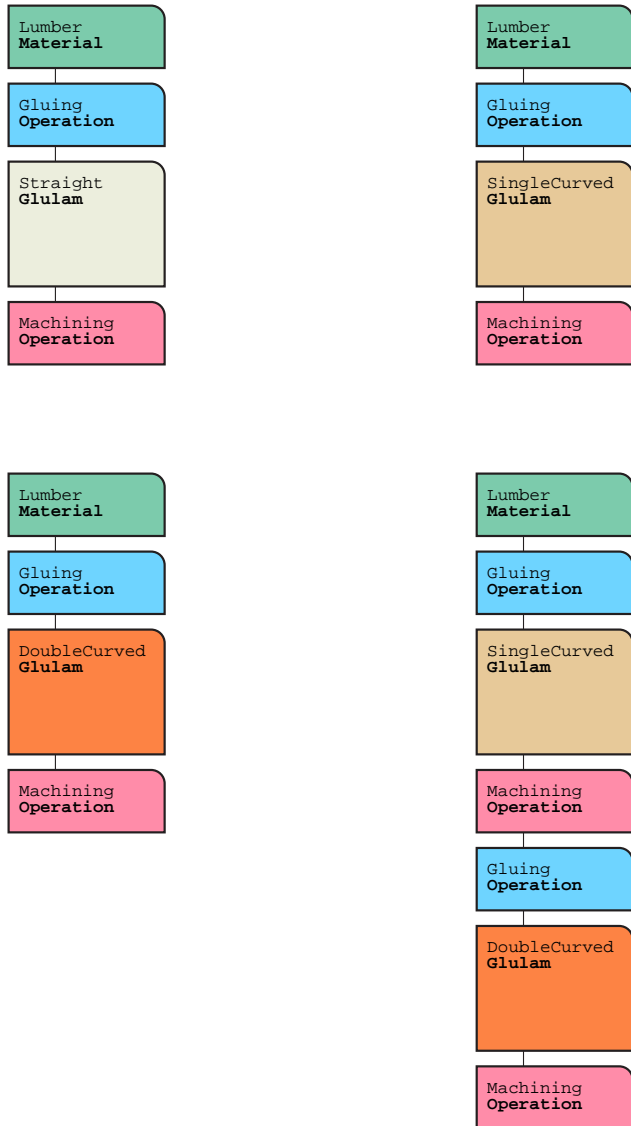 Lumber
Material
Gluing
Operation
Straight
Glulam
Machining
Operation
Lumber
Material
Gluing
Operation
SingleCurved
Glulam
Machining
Operation
Lumber
Material
Gluing
Operation
DoubleCurved
Glulam
Machining
Operation
Lumber
Material
Gluing
Operation
SingleCurved
Glulam
Machining
Operation
Gluing
Operation
DoubleCurved
Glulam
Machining
Operation